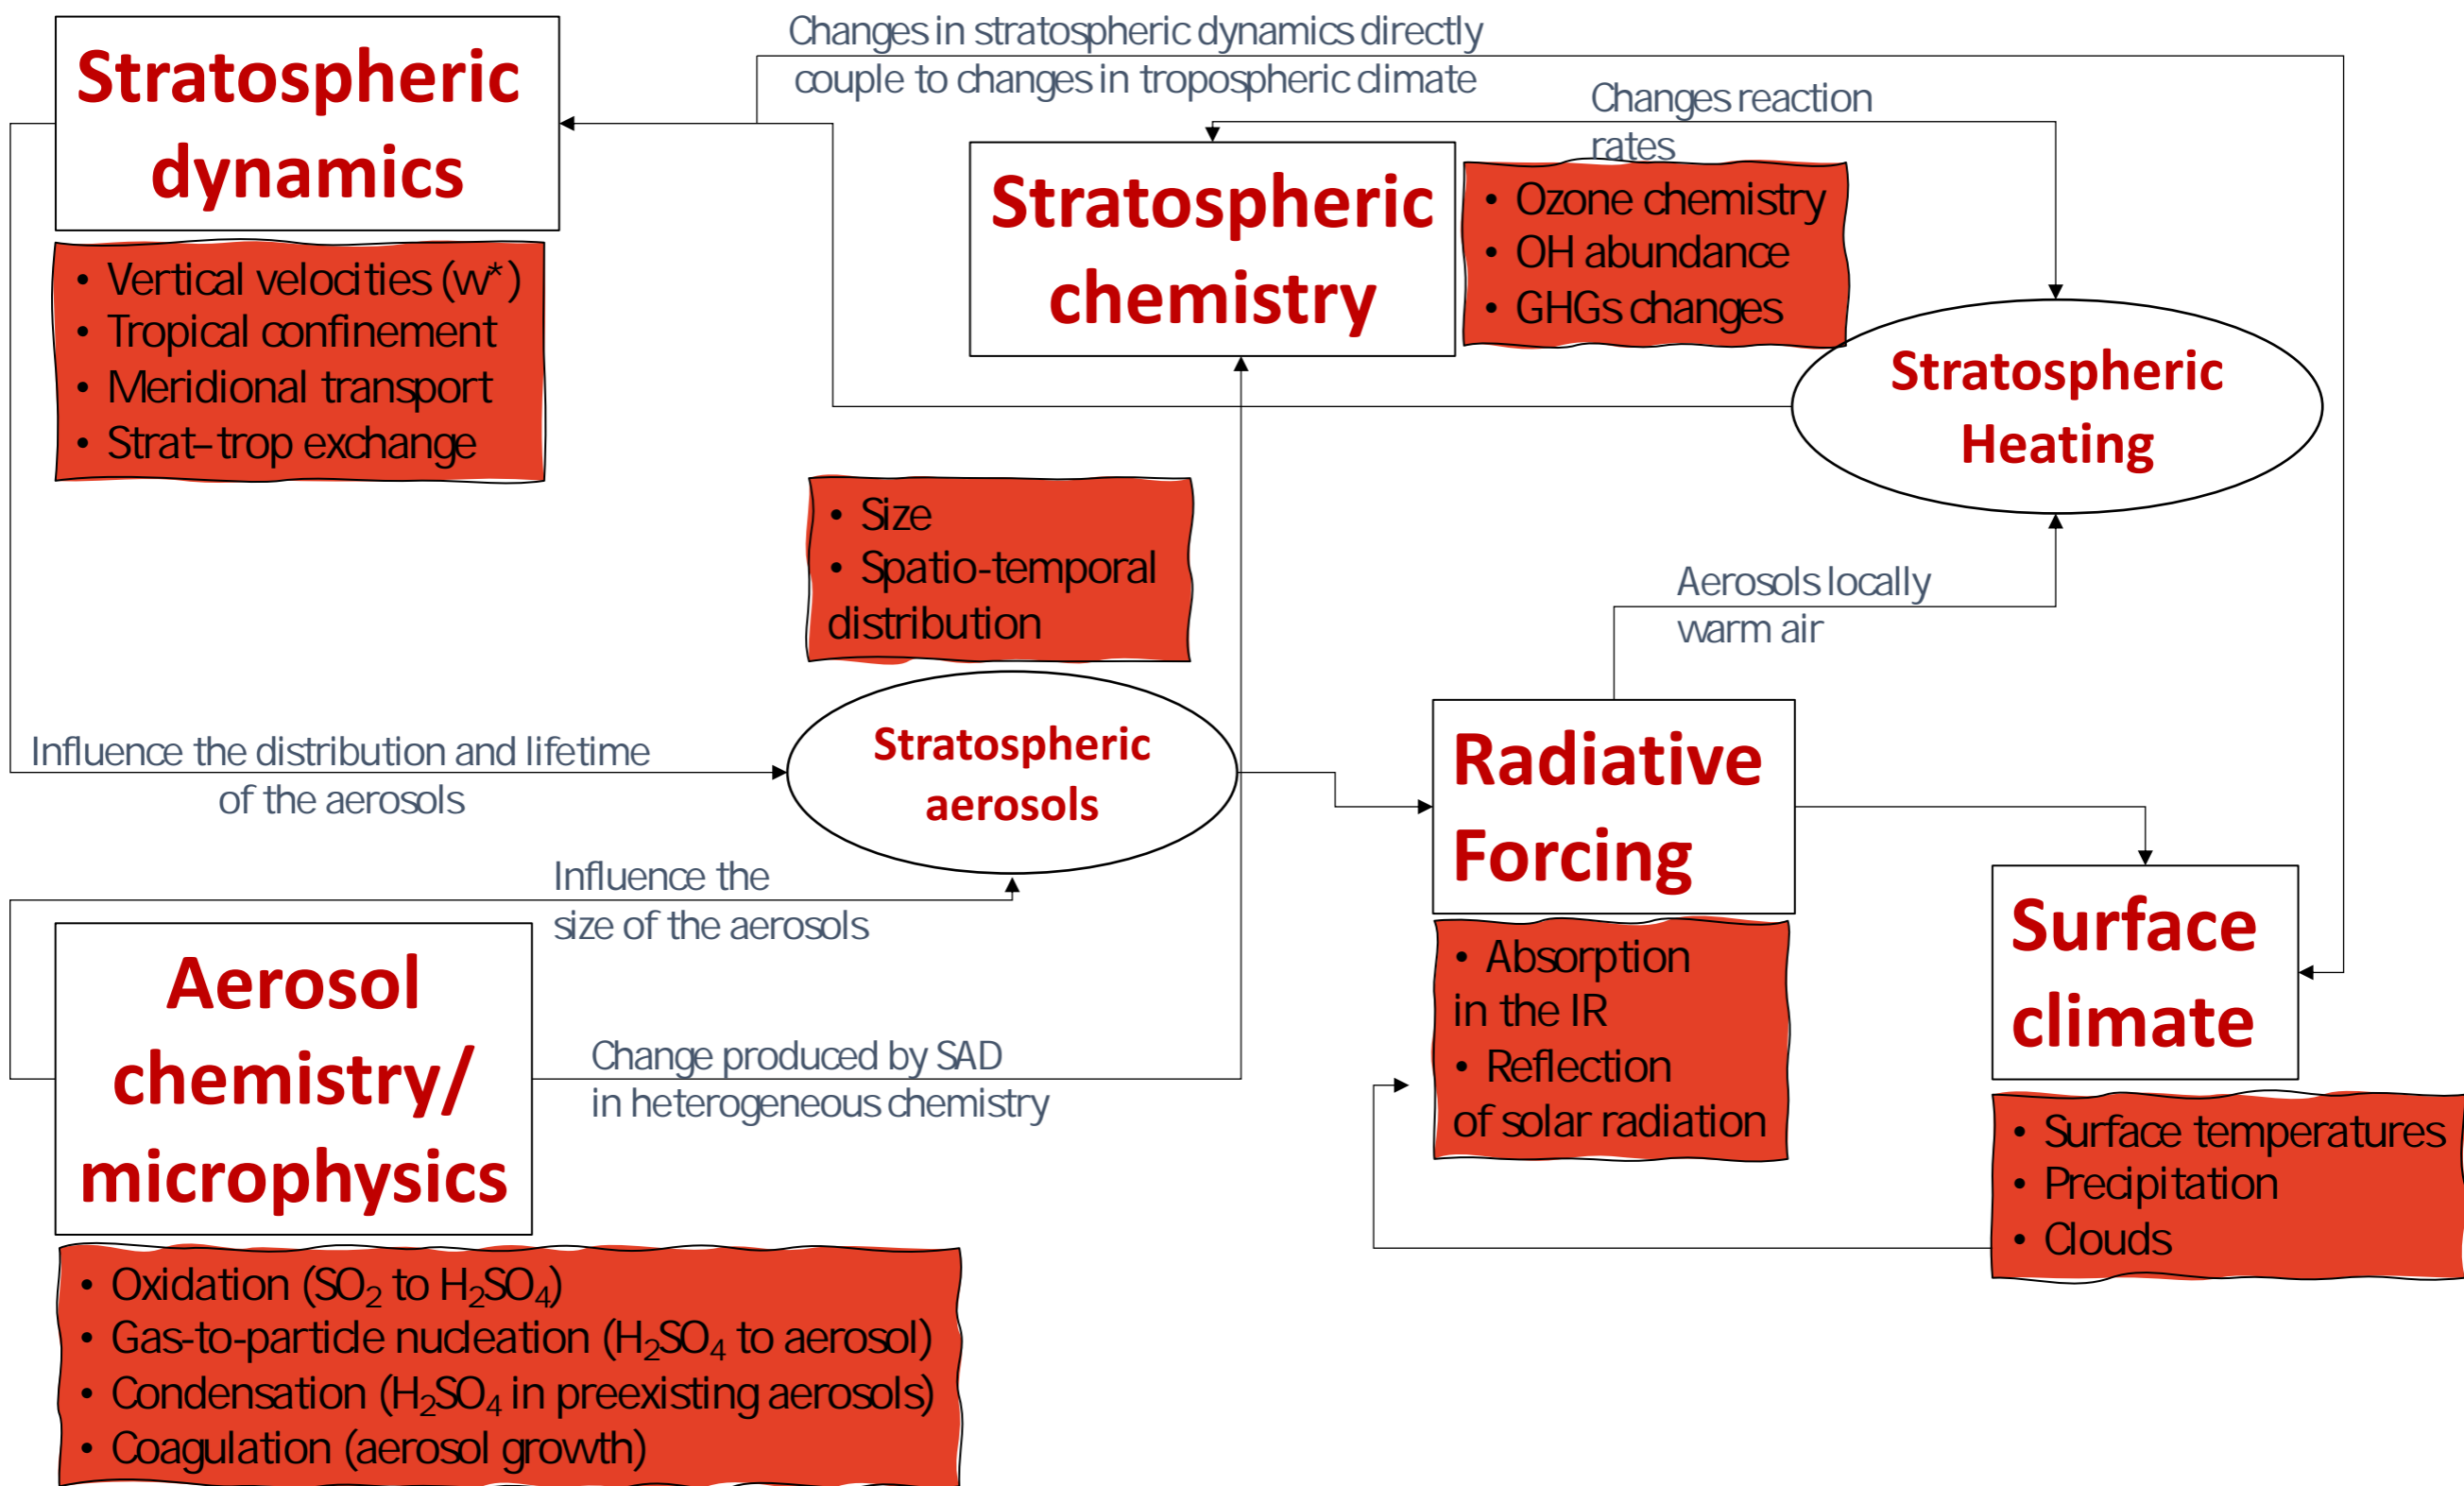 Changes in stratospheric dynamics directly
couple to changes in tropospheric climate
Stratospheric
dynamics
• Vertical velocities (w*)
• Tropical confinement
• Meridional transport
• Strat–trop exchange
Stratospheric
chemistry
Changes reaction
rates
• Ozone chemistry
• OH abundance
• GHGs changes
Stratospheric
Heating
• Size
• Spatio-temporal
distribution
Aerosols locally
warm air
Influence the distribution and lifetime
of the aerosols
Stratospheric
aerosols
Radiative
Forcing
• Absorption
in the IR
• Reflection
of solar radiation
Surface
climate
• Surface temperatures
• Precipitation
• Clouds
Influence the
size of the aerosols
Aerosol
chemistry/
microphysics
Change produced by SAD
in heterogeneous chemistry
• Oxidation (SO₂ to H₂SO₄)
• Gas-to-particle nucleation (H₂SO₄ to aerosol)
• Condensation (H₂SO₄ in preexisting aerosols)
• Coagulation (aerosol growth)